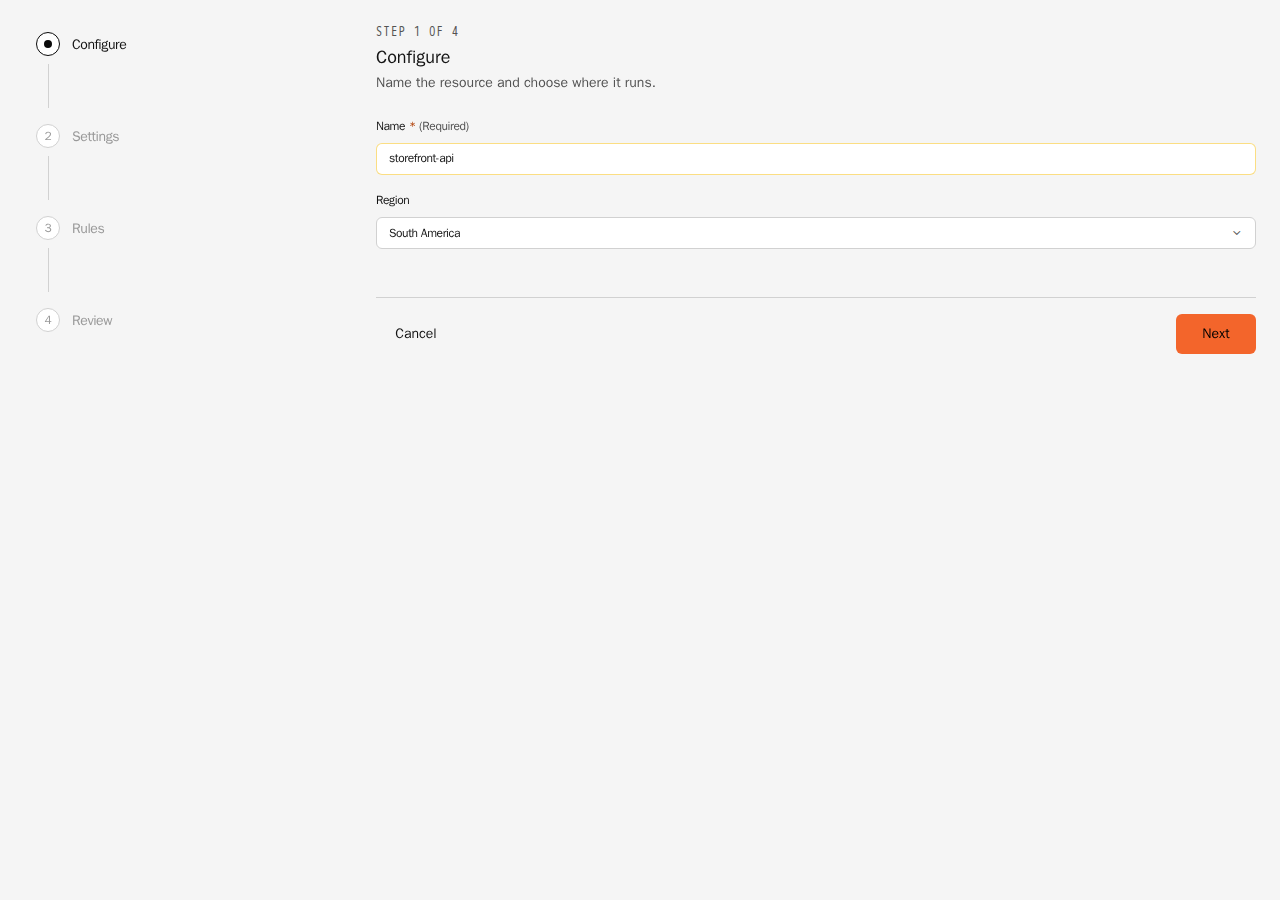 Configure
2
Settings
3
Rules
4
Review
STEP 1 OF 4
Configure
Name the resource and choose where it runs.
Name * (Required)
storefront-api
Region
South America
Cancel
Next